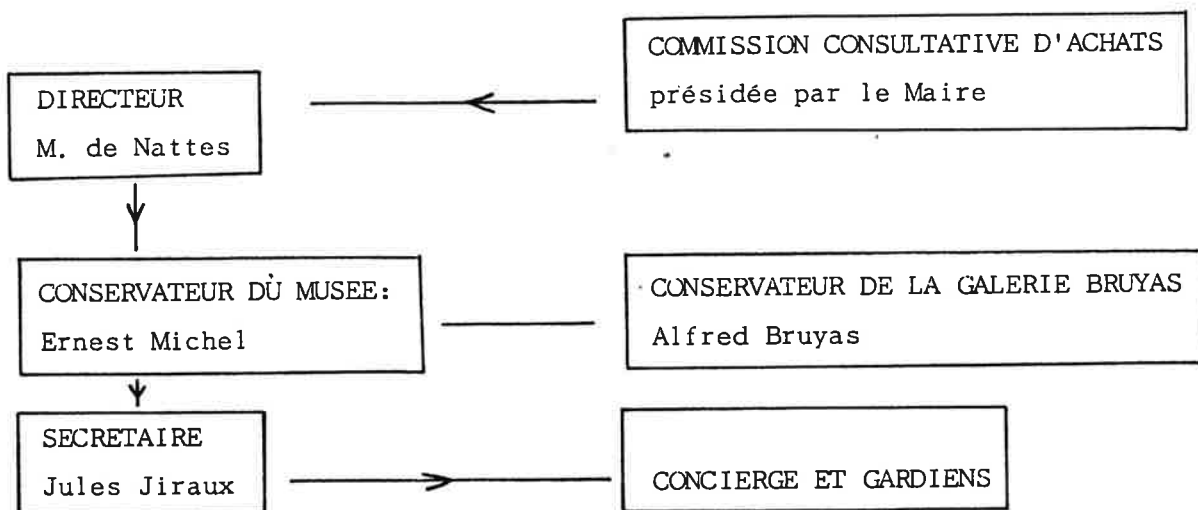 COMMISSION CONSULTATIVE D'ACHATS
présidée par le Maire
DIRECTEUR
M. de Nattes
CONSERVATEUR DU MUSEE:
Ernest Michel
CONSERVATEUR DE LA GALERIE BRUYAS
Alfred Bruyas
SECRETAIRE
Jules Jiraux
CONCIERGE ET GARDIENS